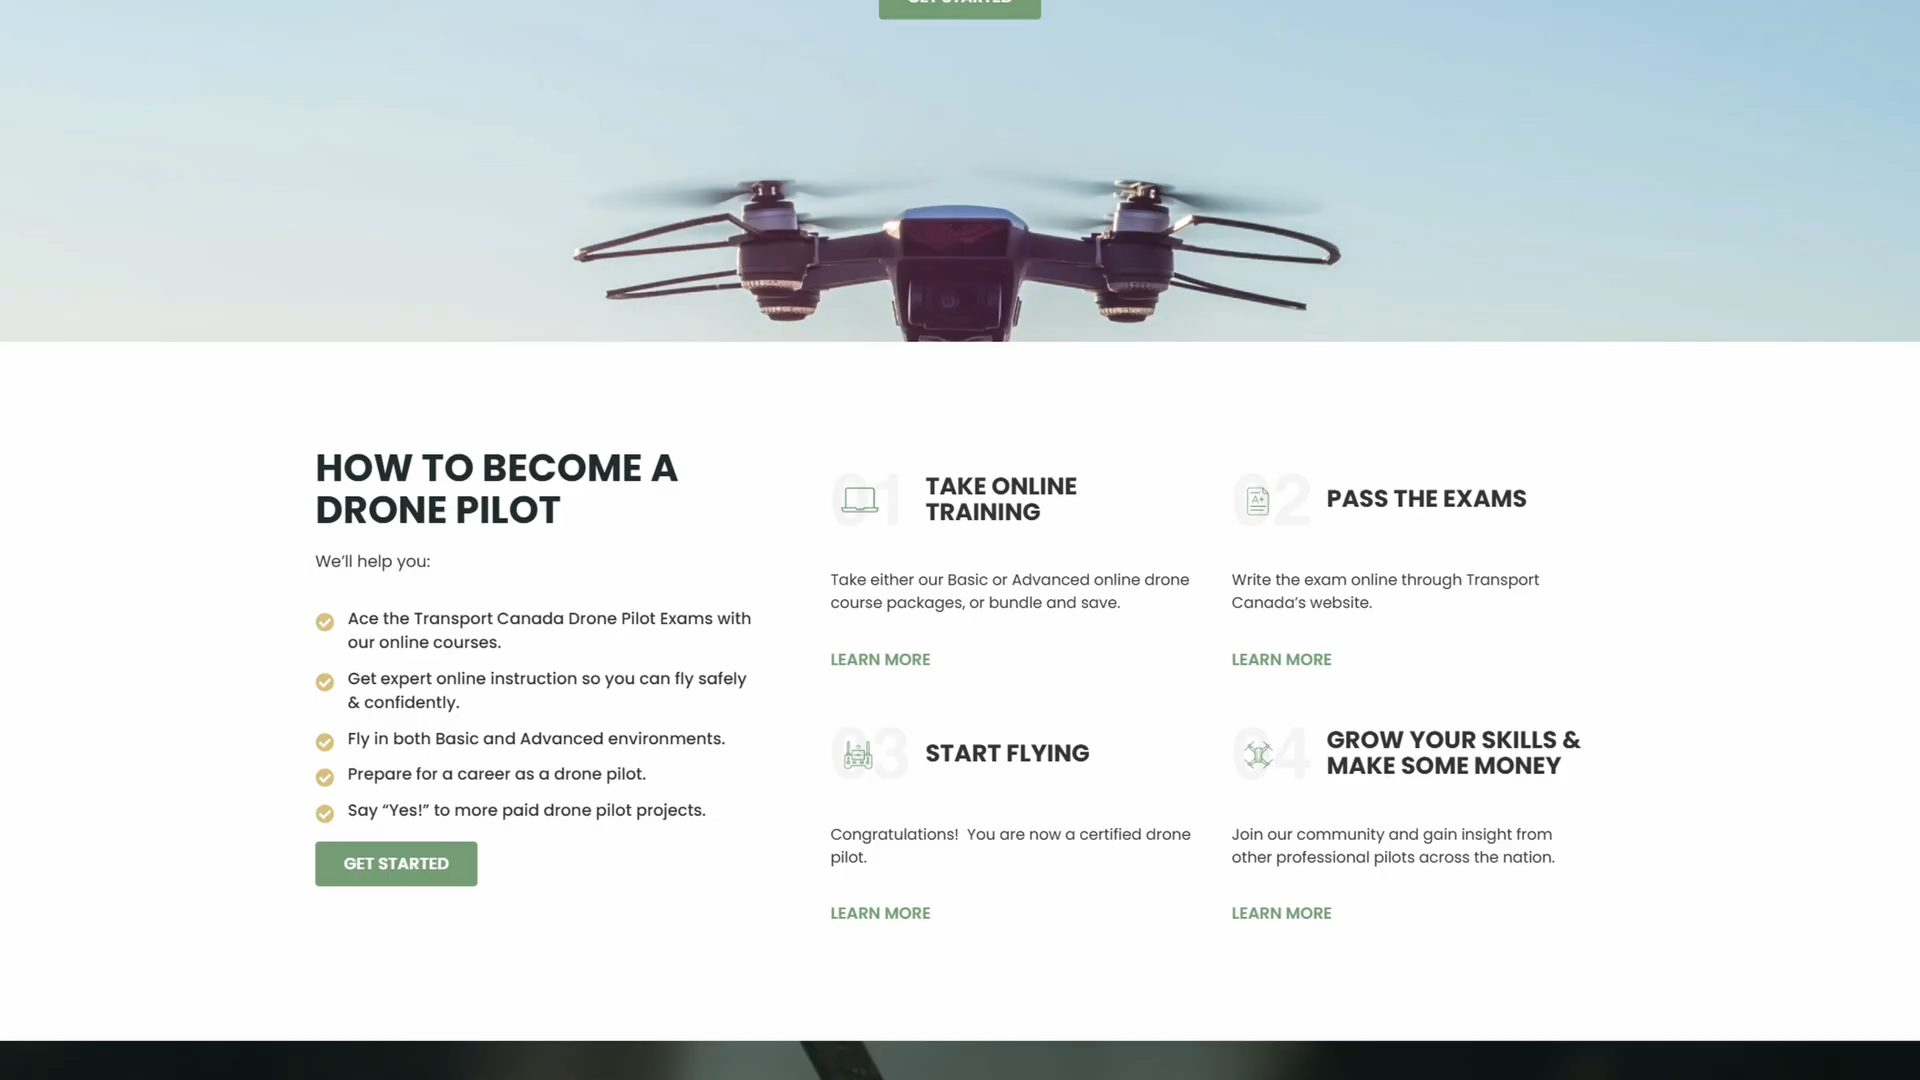 GET STARTED
HOW TO BECOME A
DRONE PILOT
We’ll help you:
Ace the Transport Canada Drone Pilot Exams with
our online courses.
Get expert online instruction so you can fly safely
& confidently.
Fly in both Basic and Advanced environments.
Prepare for a career as a drone pilot.
Say “Yes!” to more paid drone pilot projects.
GET STARTED
01
TAKE ONLINE
TRAINING
Take either our Basic or Advanced online drone
course packages, or bundle and save.
LEARN MORE
02
A+
PASS THE EXAMS
Write the exam online through Transport
Canada’s website.
LEARN MORE
03
START FLYING
Congratulations!  You are now a certified drone
pilot.
LEARN MORE
04
GROW YOUR SKILLS &
MAKE SOME MONEY
Join our community and gain insight from
other professional pilots across the nation.
LEARN MORE